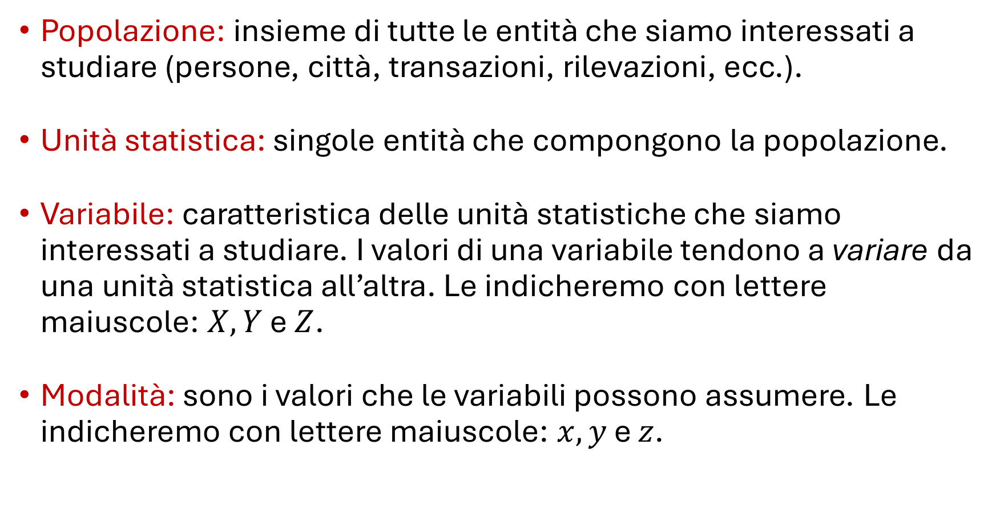 • Popolazione: insieme di tutte le entità che siamo interessati a
studiare (persone, città, transazioni, rilevazioni, ecc.).
• Unità statistica: singole entità che compongono la popolazione.
• Variabile: caratteristica delle unità statistiche che siamo
interessati a studiare. I valori di una variabile tendono a variare da
una unità statistica all’altra. Le indicheremo con lettere
maiuscole: X, Y e Z.
• Modalità: sono i valori che le variabili possono assumere. Le
indicheremo con lettere maiuscole: x, y e z.